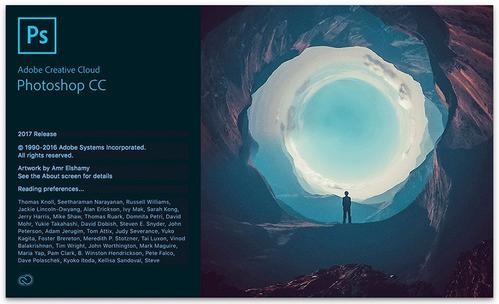 Ps
Adobe Creative Cloud
Photoshop CC
2017 Release
© 1990-2016 Adobe Systems Incorporated.
All rights reserved.
Artwork by Amr Elshamy
See the About screen for details
Reading preferences...
Thomas Knoll, Seetharaman Narayanan, Russell Williams,
Jackie Lincoln-Owyang, Alan Erickson, Ivy Mak, Sarah Kong,
Jerry Harris, Mike Shaw, Thomas Ruark, Domnita Petri, David
Mohr, Yukie Takahashi, David Dobish, Steven E. Snyder, John
Peterson, Adam Jerugim, Tom Attix, Judy Severance, Yuko
Kagita, Foster Brereton, Meredith P. Stotzner, Tai Luxon, Vinod
Balakrishnan, Tim Wright, John Worthington, Mark Maguire,
Maria Yap, Pam Clark, B. Winston Hendrickson, Pete Falco,
Dave Polaschek, Kyoko Itoda, Kellisa Sandoval, Steve